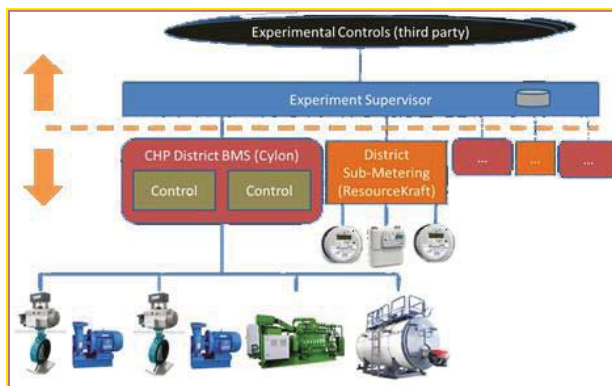 Experimental Controls (third party)
Experiment Supervisor
CHP District BMS (Cylon)
Control
Control
District
Sub-Metering
(ResourceKraft)
...
...
...